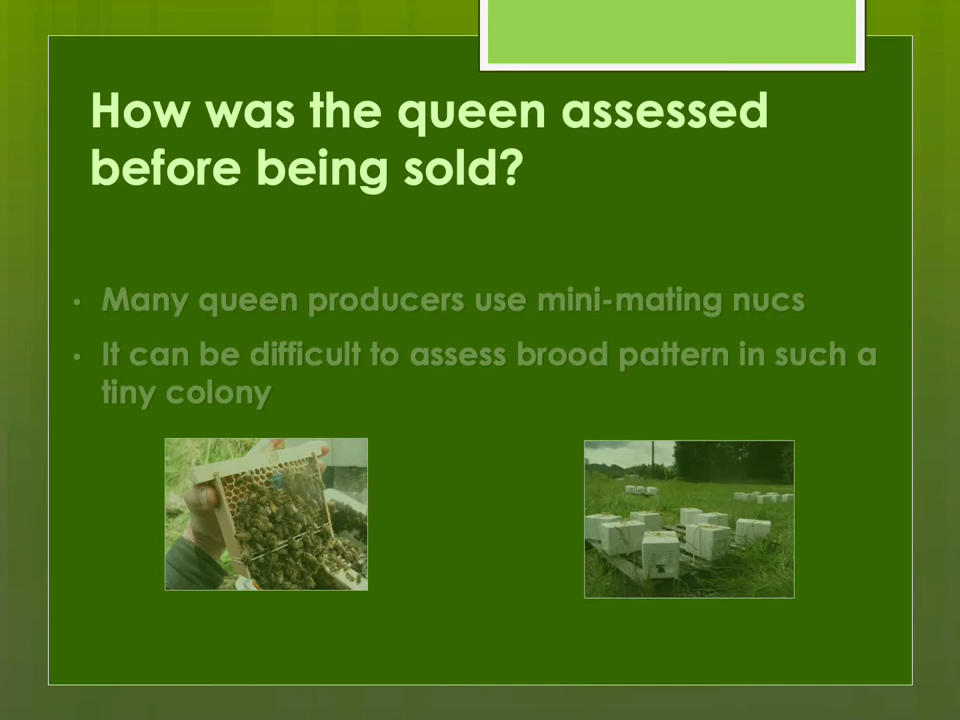 How was the queen assessed
before being sold?
• Many queen producers use mini-mating nucs
• It can be difficult to assess brood pattern in such a
tiny colony